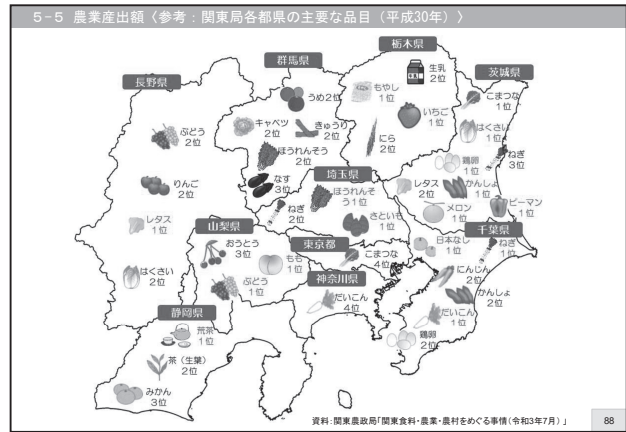 5-5 農業産出額〈参考：関東局各都県の主要な品目（平成30年）〉
栃木県
生乳
2位
もやし
1位
いちご
1位
にら
2位
群馬県
うめ2位
キャベツ
2位
きゅうり
2位
ほうれんそう
2位
なす
3位
ねぎ
2位
茨城県
こまつな
1位
はくさい
1位
ねぎ
3位
鶏卵
1位
レタス
2位
かんしょ
1位
メロン
1位
ピーマン
1位
長野県
ぶどう
2位
りんご
2位
レタス
1位
はくさい
2位
埼玉県
ほうれんそ
う1位
さといも
1位
ねぎ
2位
山梨県
おうとう
3位
もも
1位
ぶどう
1位
東京都
こまつな
4位
神奈川県
だいこん
4位
千葉県
日本なし
1位
ねぎ
1位
にんじん
2位
かんしょ
2位
だいこん
1位
鶏卵
2位
静岡県
荒茶
1位
茶（生葉）
2位
みかん
3位
資料：関東農政局「関東食料・農業・農村をめぐる事情（令和3年7月）」
88